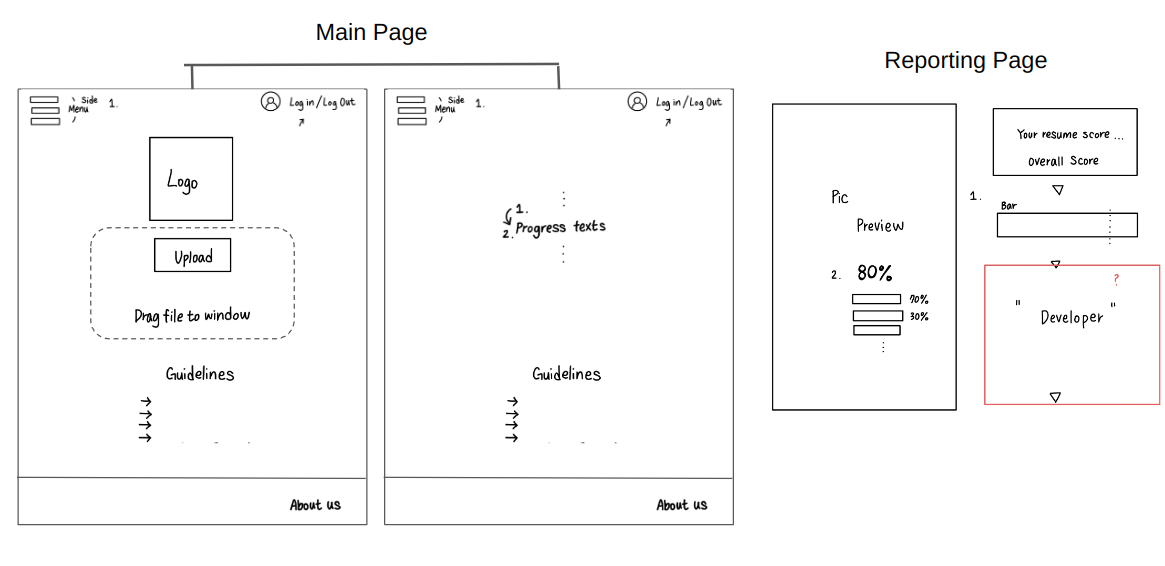 Main Page
Side
Menu
1.
Log in/Log Out
Logo
Upload
Drag file to window
Guidelines
About us
Side
Menu
1.
Log in/Log Out
1.
2. Progress texts
Guidelines
About us
Reporting Page
Pic
Preview
2. 80%
70%
30%
Your resume score ...
Overall Score
1.
Bar
?
" Developer "